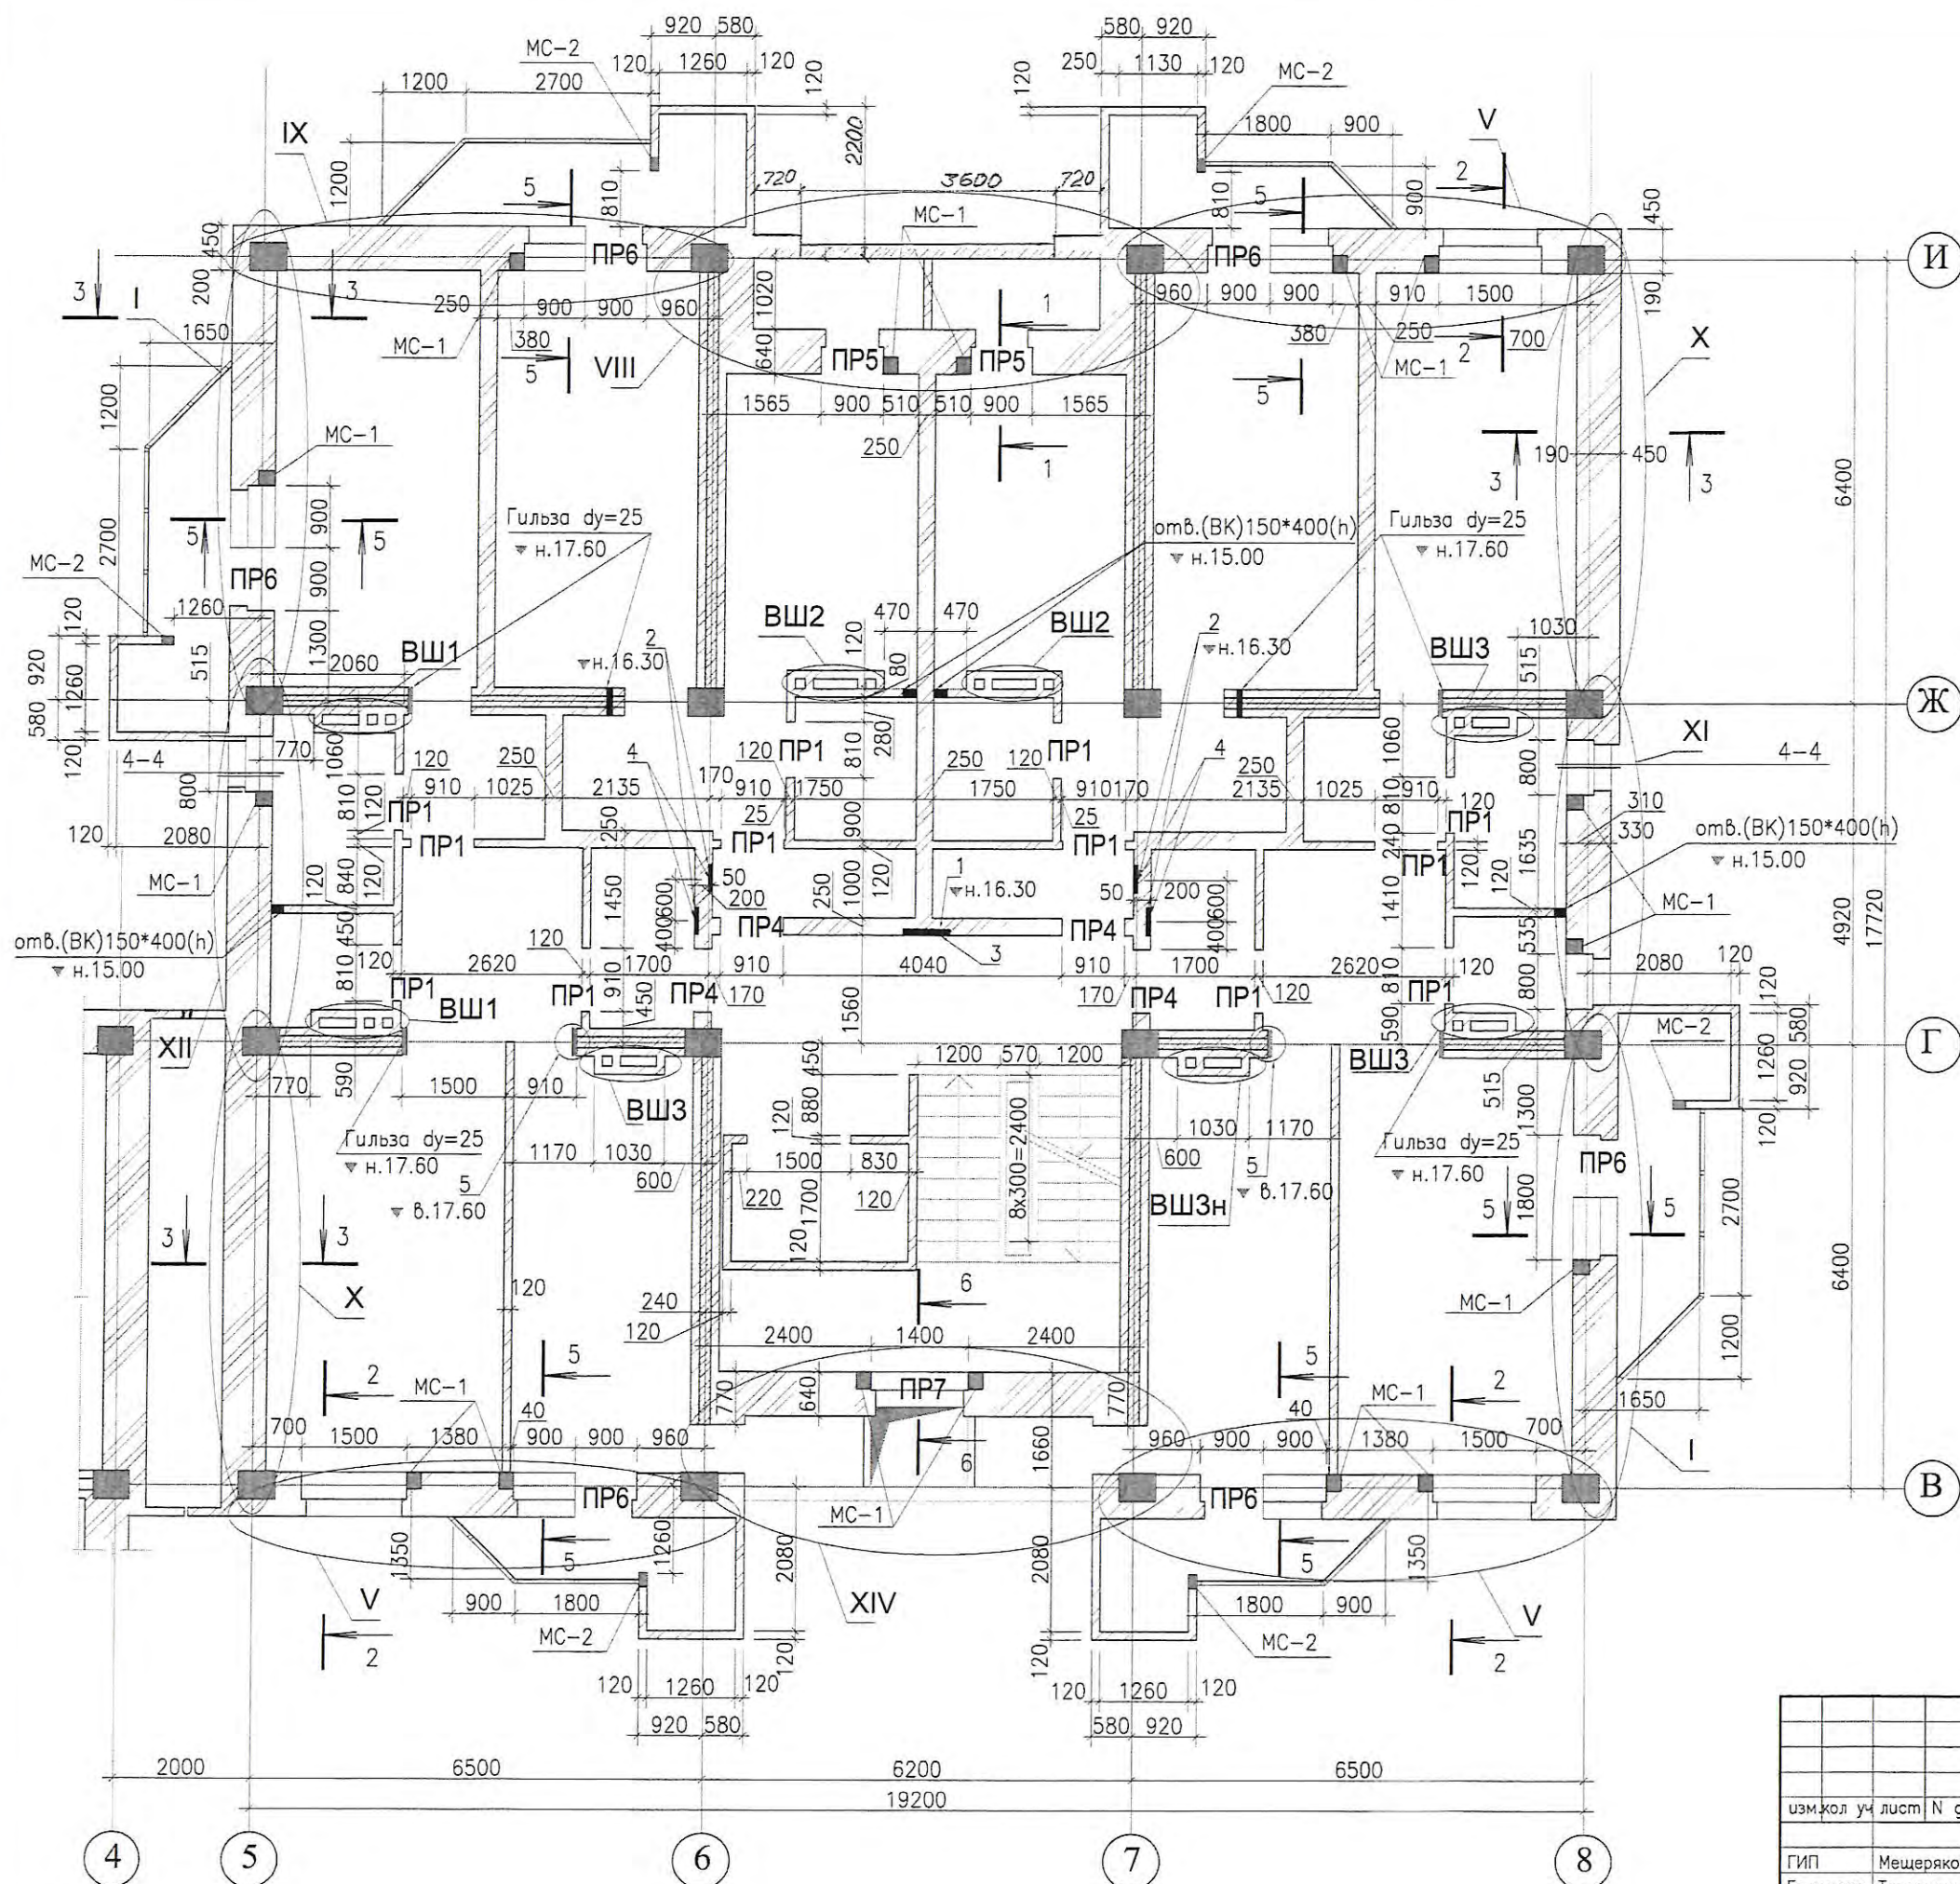 920 580
580 920
МС-2
120 1260 120
120
250 1130 120
120
МС-2
1200 2700
1800 900
IX
V
2200
1200
5
810
720 3600 720
МС-1
810
5
900
2
450
ПР6
ПР6
450
И
200
1020
190
3
I
3
250 900 900 960
1
960 900 900 910 1500
1650
МС-1
380
5
VIII
640
ПР5
ПР5
380
250
МС-1
2
700
X
1200
1565 900 510 510 900 1565
5
МС-1
250
1
190 450
3
3
6400
Гильза dу=25
▼ н.17.60
отв.(ВК)150*400(h)
▼ н.15.00
Гильза dу=25
▼ н.17.60
2700
5
900
5
МС-2
ПР6
900
120
1260
1300
515
2060
ВШ1
2
▼н.16.30
ВШ2
120
470 470
80
ВШ2
2
▼н.16.30
ВШ3
1030
515
920
1260
580
120
Ж
770
1060
4
120
ПР1
810
280
250
120
ПР1
4
1060
XI
4-4
4-4
800
810
120
120
910 1025
250
2135
170
910 1750
1750
910 170
250
2135 1025 910
810
120
800
310
330
ПР1
25
25
ПР1
120
2080
ПР1
250
ПР1
900
ПР1
240
ПР1
1635
отв.(ВК)150*400(h)
▼ н.15.00
МС-1
120
840
120
1450
50
200
250
1000
120
1
▼н.16.30
50
200
1410
120
120
МС-1
отв.(ВК)150*400(h)
▼ н.15.00
450
400 600
ПР4
3
ПР4
400 600
535
4920
17720
810
120
2620
120
1700
910
4040
910
1700
2620
120
810
800
2080
120
ПР1
ВШ1
ПР1
910
450
ПР4
170
1560
170
ПР4
ПР1
120
ПР1
590
МС-2
120
1260
580
920
XII
Г
770
590
1500 910
ВШ3
450
1200 570 1200
ВШ3
515
1300
120
Гильза dу=25
▼ н.17.60
5
▼ в.17.60
1170 1030
600
120
880
1500 830
220
1700
120
120
8x300=2400
1030 1170
600
5
ВШ3н
▼ в.17.60
Гильза dу=25
▼ н.17.60
ПР6
1800
5
5
2700
3
3
X
120
240
120
6
2400 1400 2400
МС-1
6400
1200
2
МС-1
5
770
640
ПР7
770
5
МС-1
2
1650
700
1500 1380
40
900 900 960
6
1660
960 900 900
40
1380 1500
700
I
ПР6
МС-1
ПР6
В
1350
5
1260
2080
2080
5
1350
V
900 1800
XIV
1800 900
V
2
МС-2
120
120
МС-2
2
120 1260 120
120 1260 120
920 580
580 920
2000 6500 6200 6500
19200
4 5 6 7 8
изм кол уч лист N
ГИП